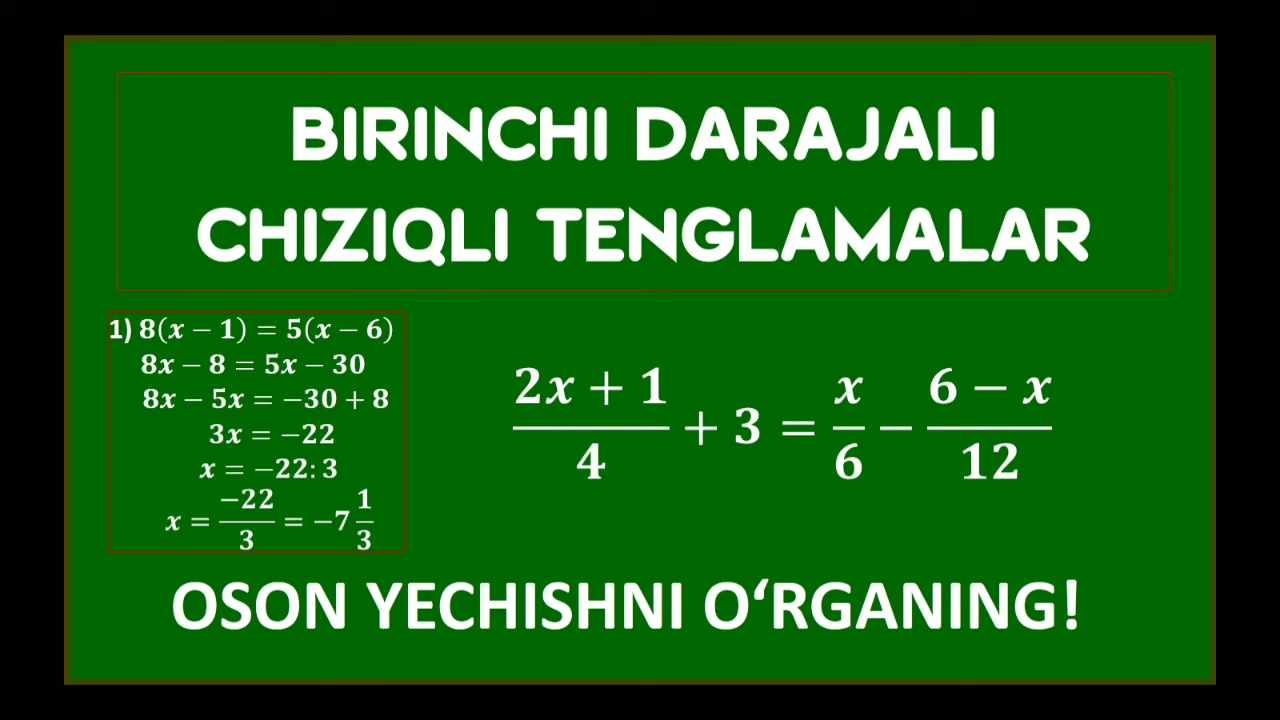 BIRINCHI DARAJALI
CHIZIQLI TENGLAMALAR
1) 8(x − 1) = 5(x − 6)
8x − 8 = 5x − 30
8x − 5x = −30 + 8
3x = −22
x = −22: 3
x = −22/3 = −7 1/3
2x + 1/4 + 3 = x/6 − 6 − x/12
OSON YECHISHNI O‘RGANING!